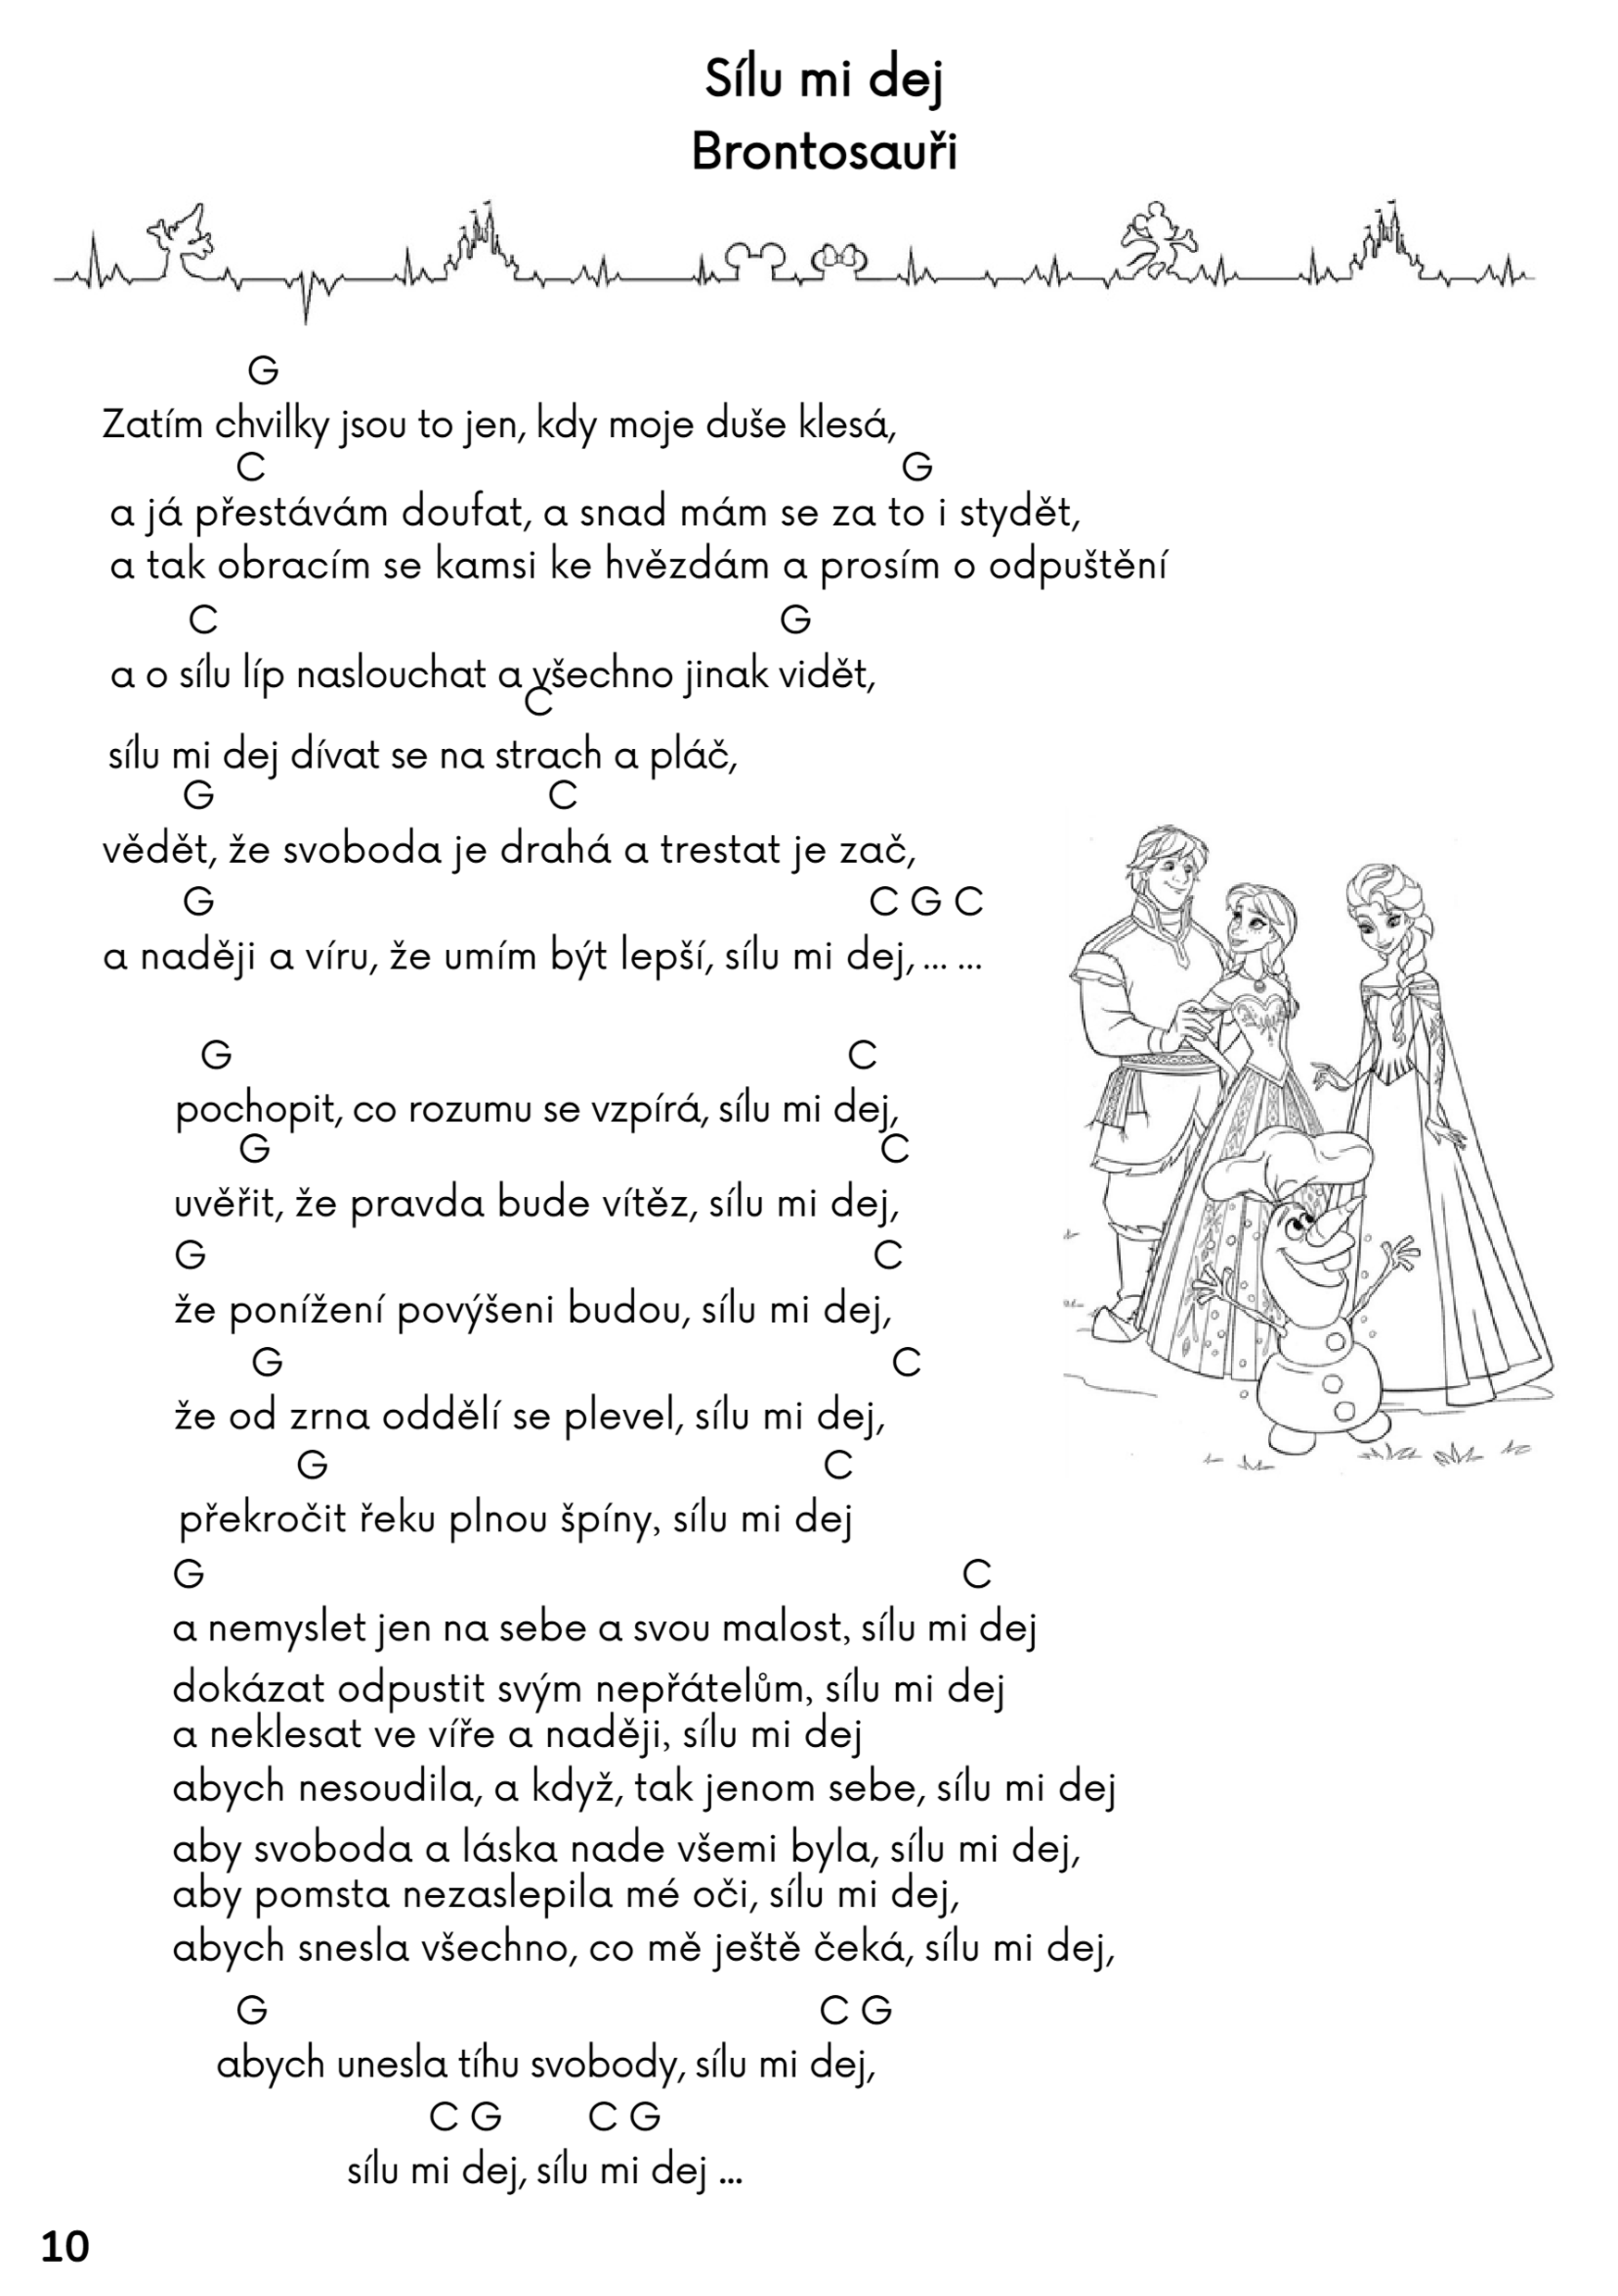 Sílu mi dej
Brontosauři
G
Zatím chvilky jsou to jen, kdy moje duše klesá,
C G
a já přestávám doufat, a snad mám se za to i stydět,
a tak obracím se kamsi ke hvězdám a prosím o odpuštění
C G
a o sílu líp naslouchat a všechno jinak vidět,
C
sílu mi dej dívat se na strach a pláč,
G C
vědět, že svoboda je drahá a trestat je zač,
G C G C
a naději a víru, že umím být lepší, sílu mi dej, ... ...
G C
pochopit, co rozumu se vzpírá, sílu mi dej,
G C
uvěřit, že pravda bude vítěz, sílu mi dej,
G C
že ponížení povýšeni budou, sílu mi dej,
G C
že od zrna oddělí se plevel, sílu mi dej,
G C
překročit řeku plnou špíny, sílu mi dej
G C
a nemyslet jen na sebe a svou malost, sílu mi dej
dokázat odpustit svým nepřátelům, sílu mi dej
a neklesat ve víře a naději, sílu mi dej
abych nesoudila, a když, tak jenom sebe, sílu mi dej
aby svoboda a láska nade všemi byla, sílu mi dej,
aby pomsta nezaslepila mé oči, sílu mi dej,
abych snesla všechno, co mě ještě čeká, sílu mi dej,
G C G
abych unesla tíhu svobody, sílu mi dej,
C G C G
sílu mi dej, sílu mi dej ...
10